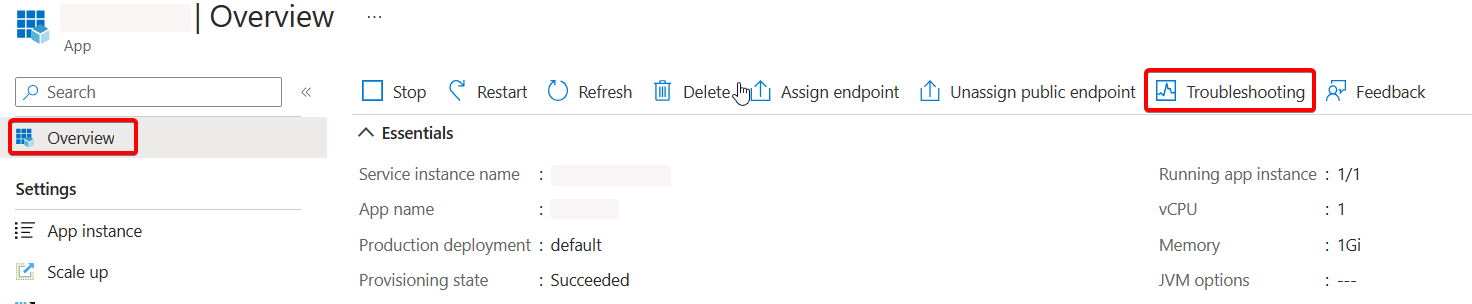 | Overview ...
App
Search «
Stop Restart Refresh Delete Assign endpoint Unassign public endpoint Troubleshooting Feedback
Overview
Essentials
Settings
Service instance name :
Running app instance : 1/1
App name :
vCPU : 1
App instance
Production deployment : default
Memory : 1Gi
Scale up
Provisioning state : Succeeded
JVM options : ---